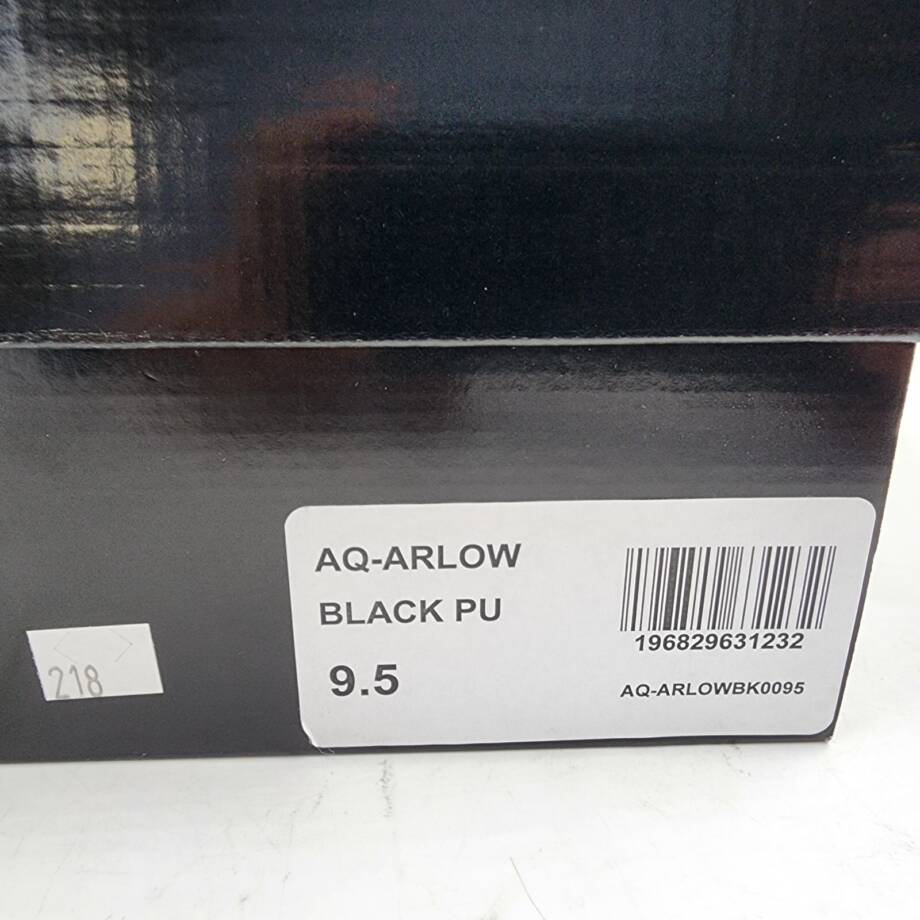 AQ-ARLOW
BLACK PU
9.5
196829631232
AQ-ARLOWBK0095
218